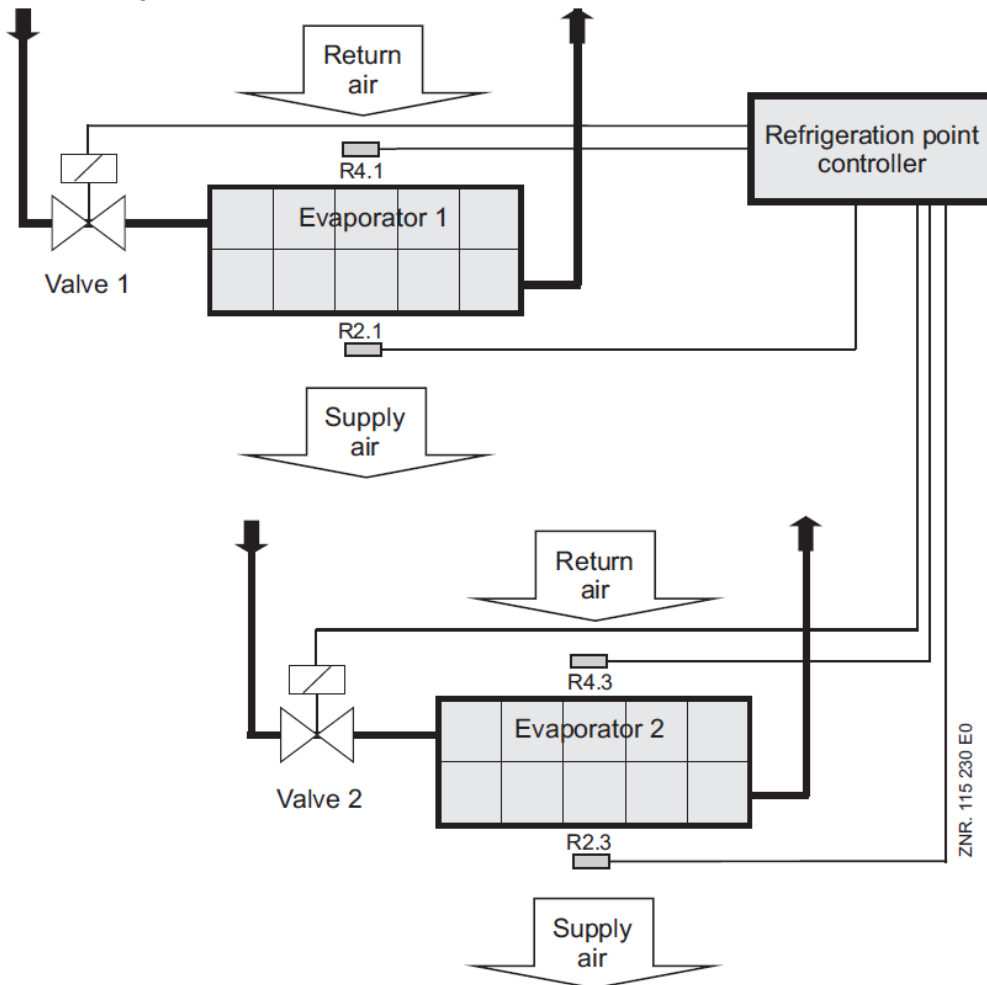 Return
air
Refrigeration point
controller
R4.1
Evaporator 1
Valve 1
R2.1
Supply
air
Return
air
R4.3
Evaporator 2
Valve 2
R2.3
ZNR. 115 230 E0
Supply
air